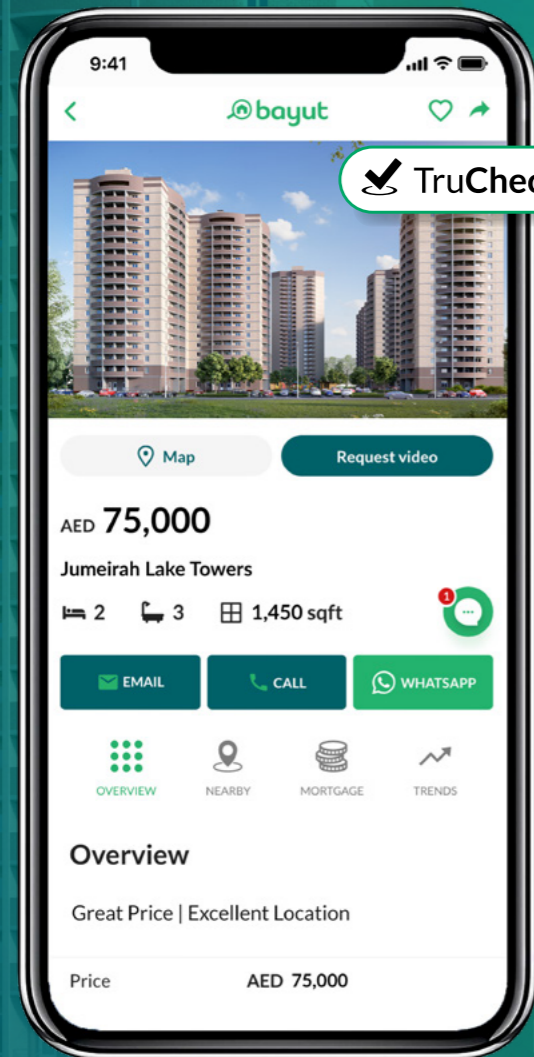 9:41
bayut
TruChec
Map
Request video
AED 75,000
Jumeirah Lake Towers
2
3
1,450 sqft
1
EMAIL
CALL
WHATSAPP
OVERVIEW
NEARBY
MORTGAGE
TRENDS
Overview
Great Price | Excellent Location
Price AED 75,000